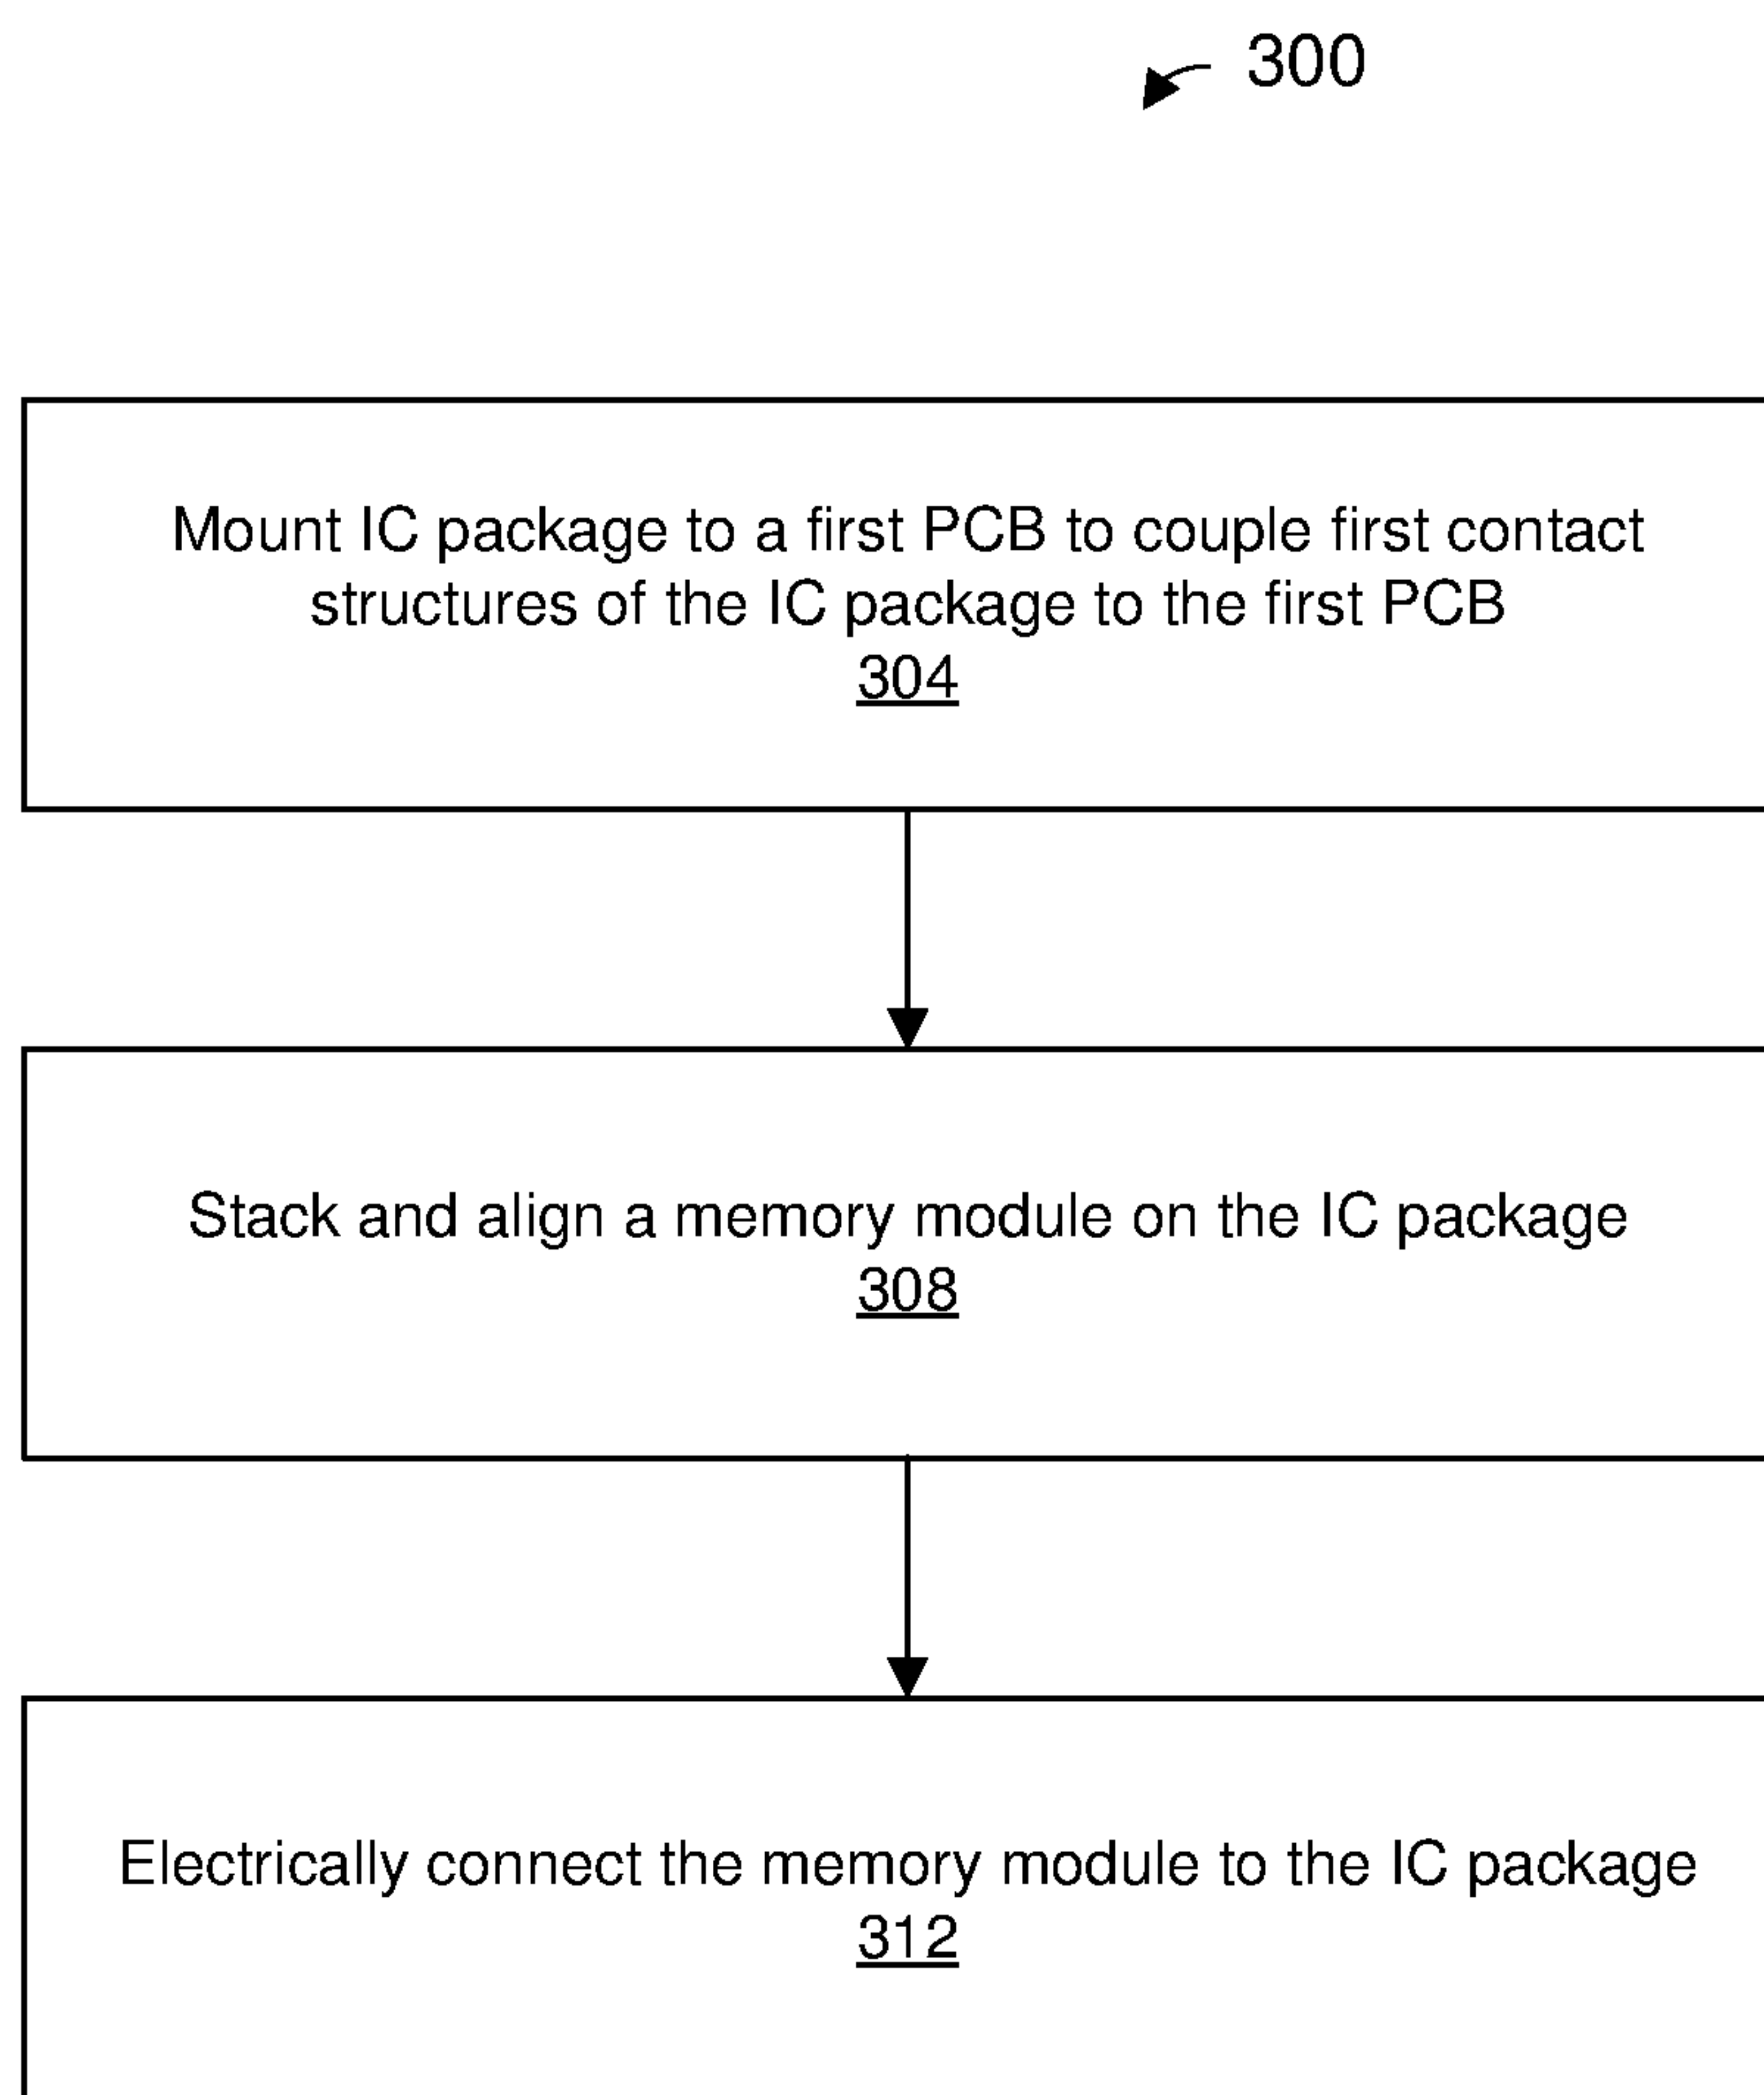 300
Mount IC package to a first PCB to couple first contact
structures of the IC package to the first PCB
304
Stack and align a memory module on the IC package
308
Electrically connect the memory module to the IC package
312